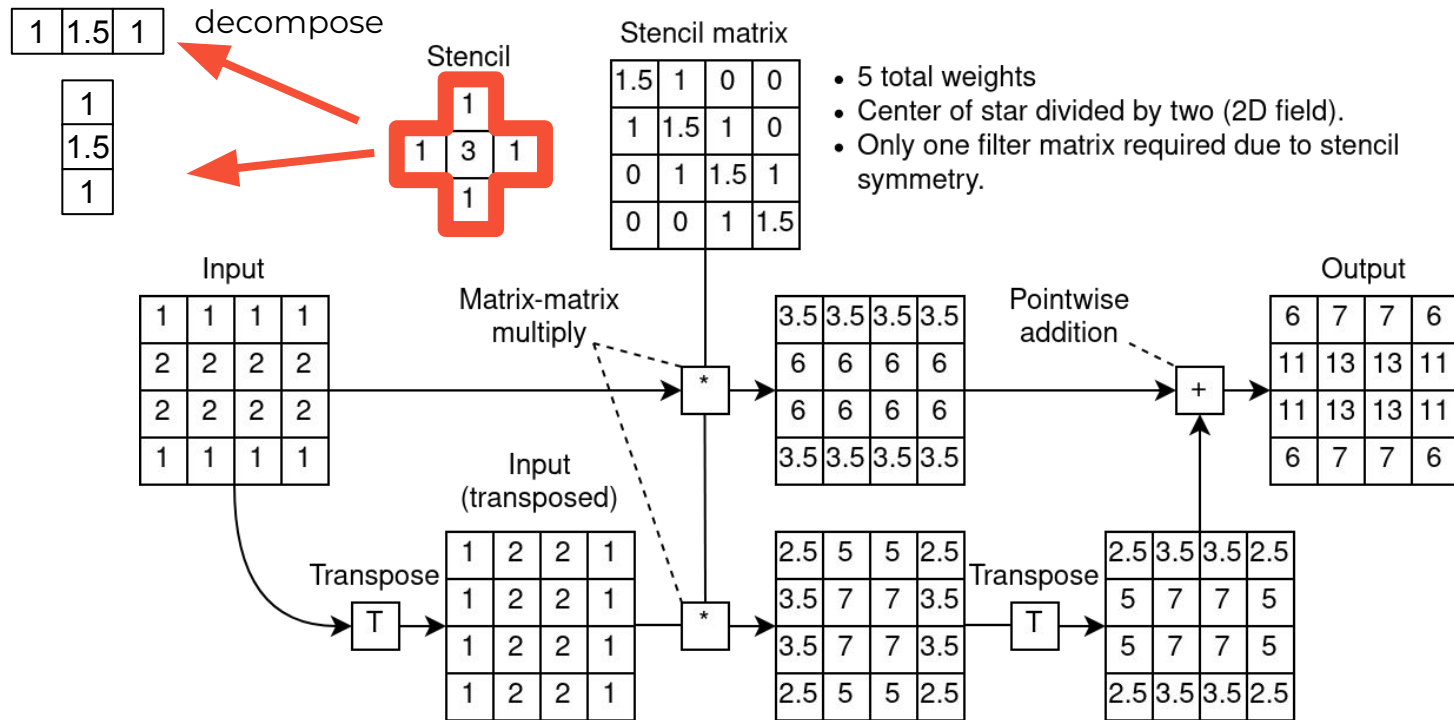 1 1.5 1
decompose
1
1.5
1
Stencil
1
1 3 1
1
Stencil matrix
1.5 1 0 0
1 1.5 1 0
0 1 1.5 1
0 0 1 1.5
• 5 total weights
• Center of star divided by two (2D field).
• Only one filter matrix required due to stencil
symmetry.
Input
1 1 1 1
2 2 2 2
2 2 2 2
1 1 1 1
Matrix-matrix
multiply
*
3.5 3.5 3.5 3.5
6 6 6 6
6 6 6 6
3.5 3.5 3.5 3.5
Pointwise
addition
+
Output
6 7 7 6
11 13 13 11
11 13 13 11
6 7 7 6
Transpose
T
Input
(transposed)
1 2 2 1
1 2 2 1
1 2 2 1
1 2 2 1
*
2.5 5 5 2.5
3.5 7 7 3.5
3.5 7 7 3.5
2.5 5 5 2.5
Transpose
T
2.5 3.5 3.5 2.5
5 7 7 5
5 7 7 5
2.5 3.5 3.5 2.5